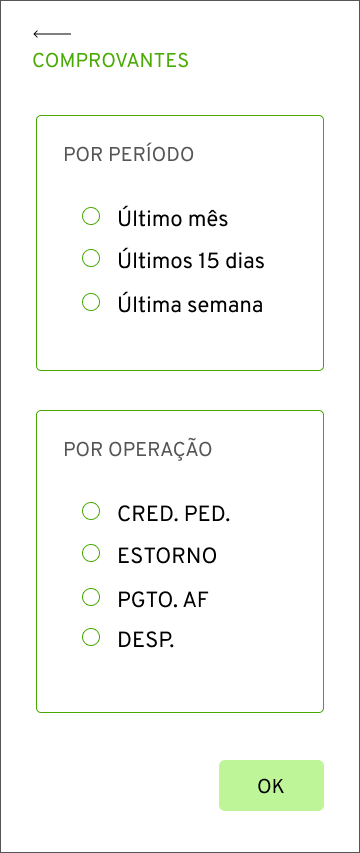 COMPROVANTES
POR PERÍODO
Último mês
Últimos 15 dias
Última semana
POR OPERAÇÃO
CRED. PED.
ESTORNO
PGTO. AF
DESP.
OK